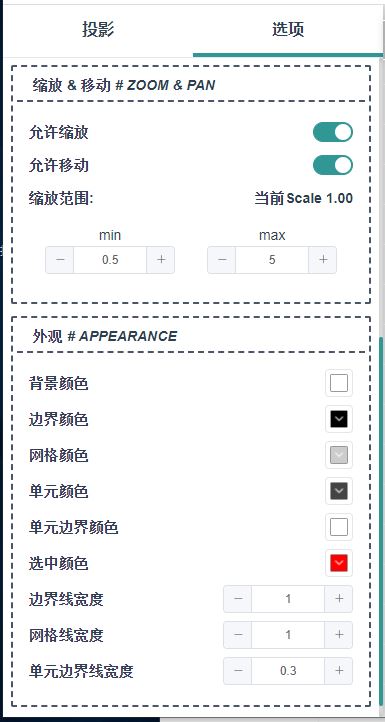 投影 选项
缩放 & 移动 # ZOOM & PAN
允许缩放
允许移动
缩放范围: 当前Scale 1.00
min max
− 0.5 + − 5 +
外观 # APPEARANCE
背景颜色
边界颜色
网格颜色
单元颜色
单元边界颜色
选中颜色
边界线宽度 − 1 +
网格线宽度 − 1 +
单元边界线宽度 − 0.3 +